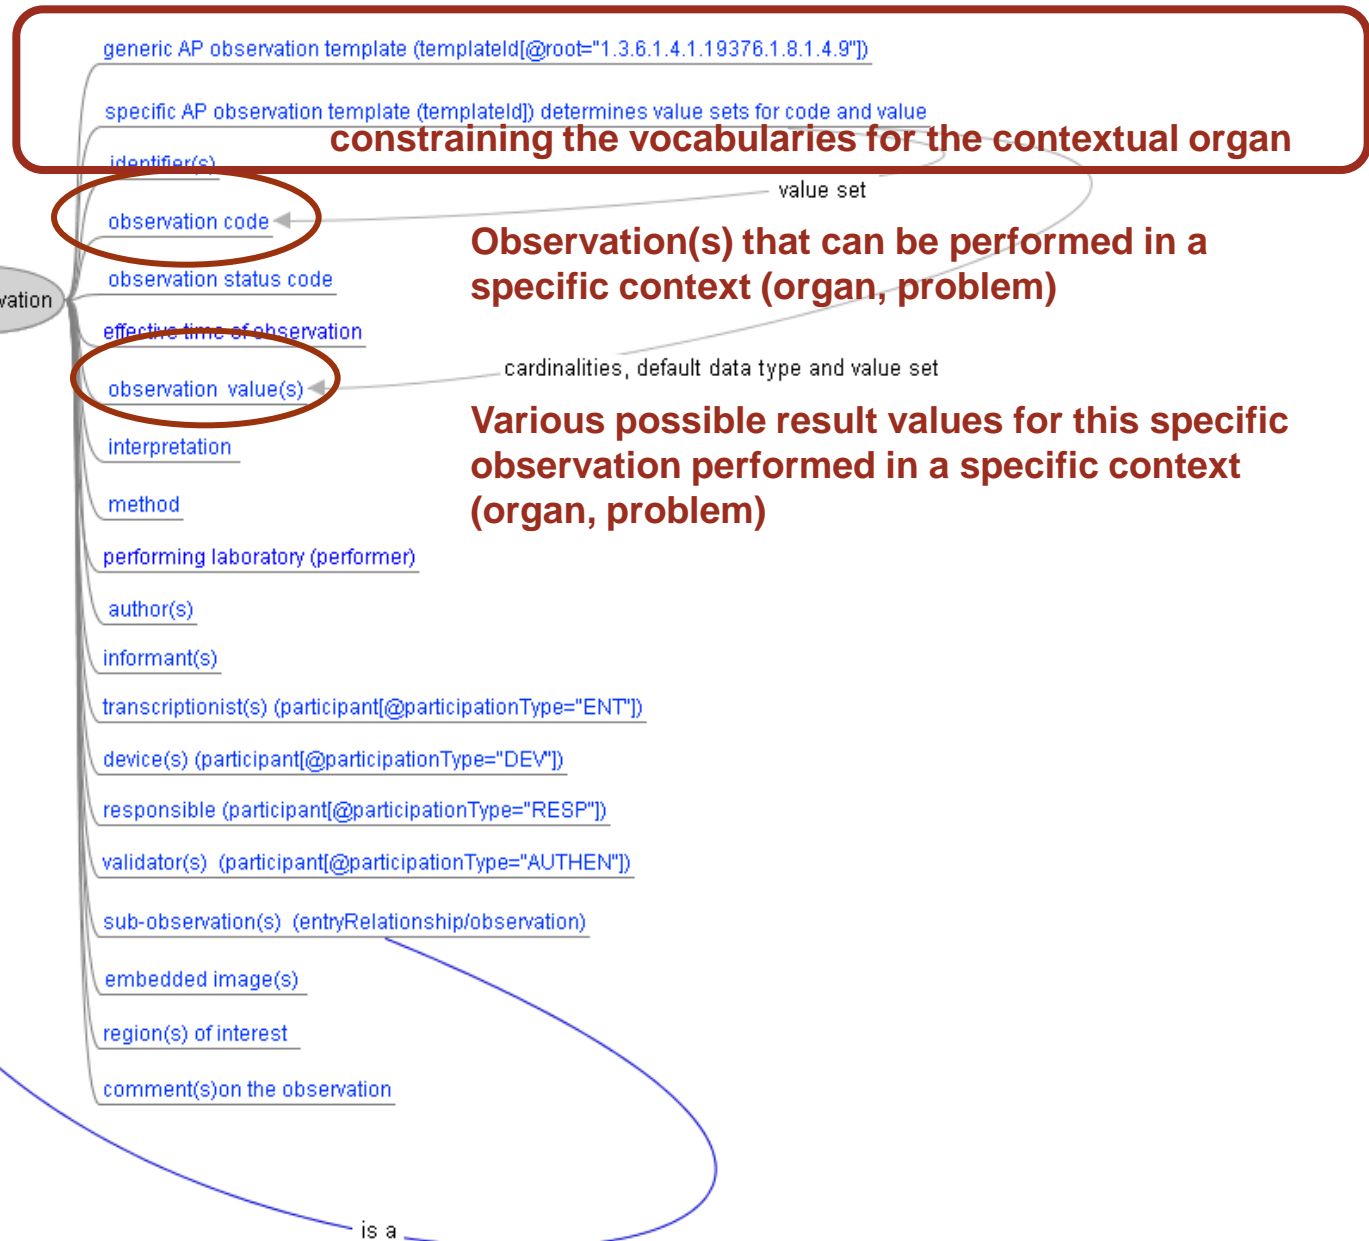 generic AP observation template (templateId[@root="1.3.6.1.4.1.19376.1.8.1.4.9"])
specific AP observation template (templateId]) determines value sets for code and value
constraining the vocabularies for the contextual organ
identifier(s)
value set
observation code
Observation(s) that can be performed in a
specific context (organ, problem)
observation status code
vation
effective time of observation
cardinalities, default data type and value set
observation value(s)
Various possible result values for this specific
observation performed in a specific context
(organ, problem)
interpretation
method
performing laboratory (performer)
author(s)
informant(s)
transcriptionist(s) (participant[@participationType="ENT"])
device(s) (participant[@participationType="DEV"])
responsible (participant[@participationType="RESP"])
validator(s) (participant[@participationType="AUTHEN"])
sub-observation(s) (entryRelationship/observation)
embedded image(s)
region(s) of interest
comment(s)on the observation
is a